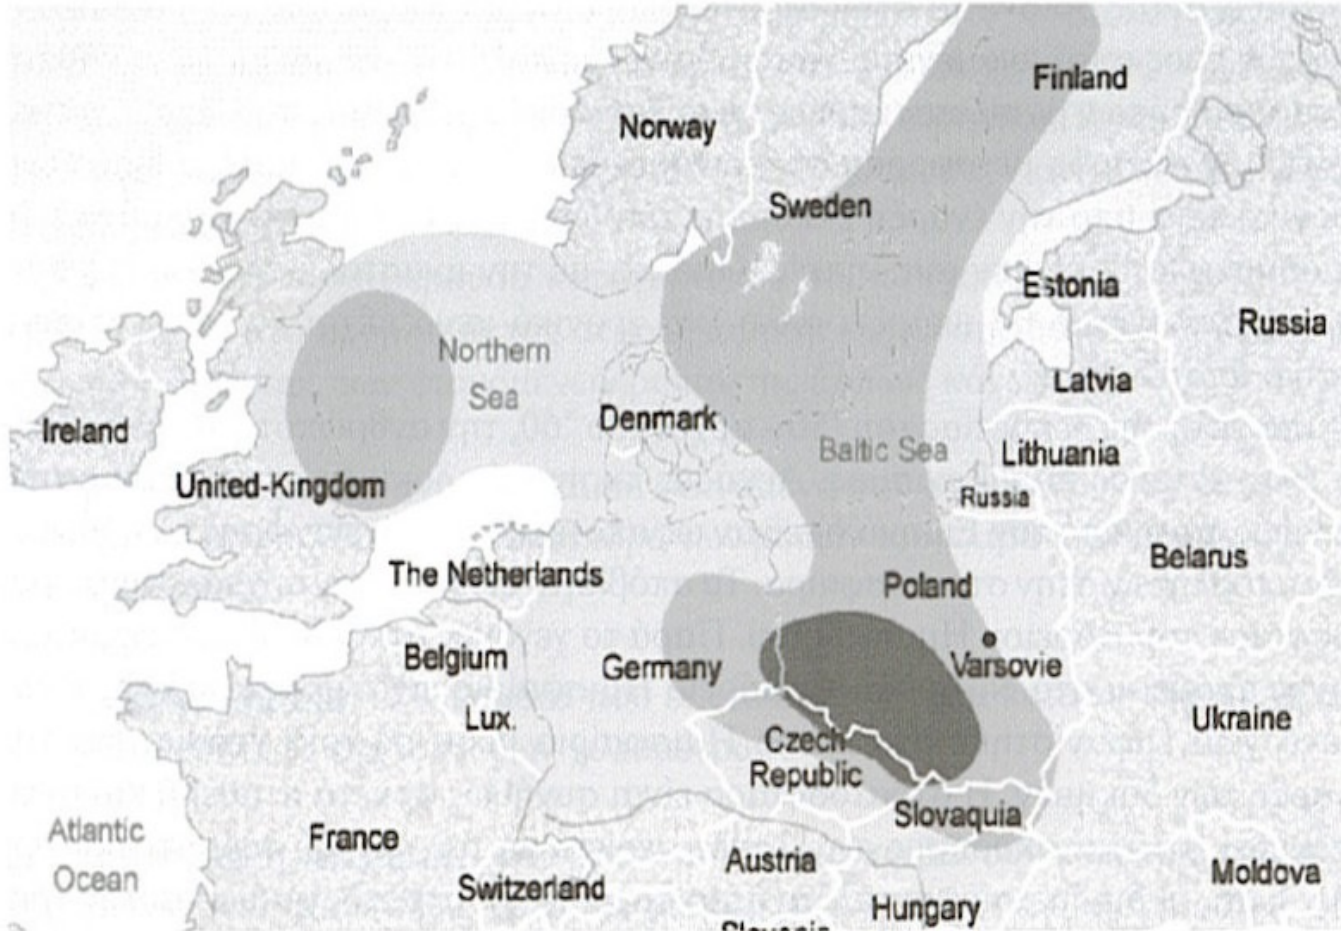 Finland
Norway
Sweden
Estonia
Russia
Northern
Sea
Latvia
Denmark
Ireland
Baltic Sea
Lithuania
United-Kingdom
Russia
Belarus
The Netherlands
Poland
Belgium
Germany
Varsovie
Lux.
Ukraine
Czech
Republic
Slovaquia
Atlantic
Ocean
France
Austria
Moldova
Switzerland
Hungary
Slovenia